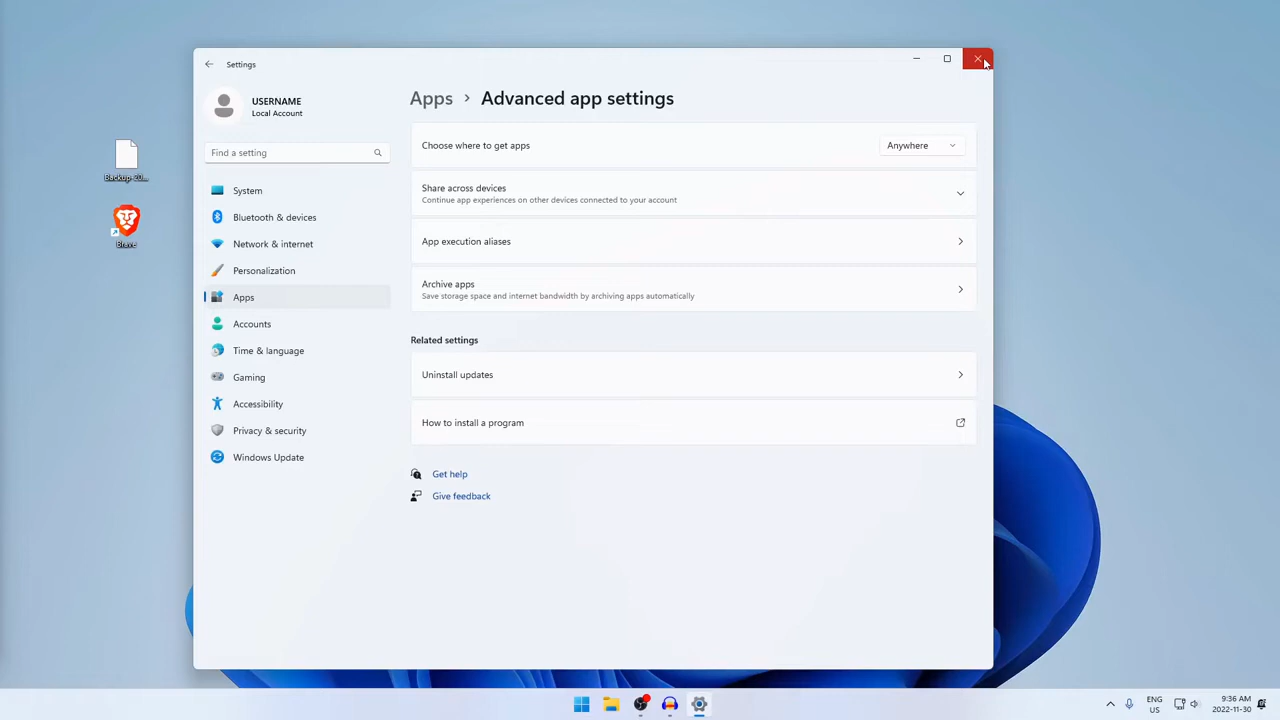 Settings
USERNAME
Local Account
Find a setting
System
Bluetooth & devices
Network & internet
Personalization
Apps
Accounts
Time & language
Gaming
Accessibility
Privacy & security
Windows Update
Apps > Advanced app settings
Choose where to get apps
Anywhere
Share across devices
Continue app experiences on other devices connected to your account
App execution aliases
Archive apps
Save storage space and internet bandwidth by archiving apps automatically
Related settings
Uninstall updates
How to install a program
Get help
Give feedback
Backup-20...
Brave
ENG
US
9:36 AM
2022-11-30